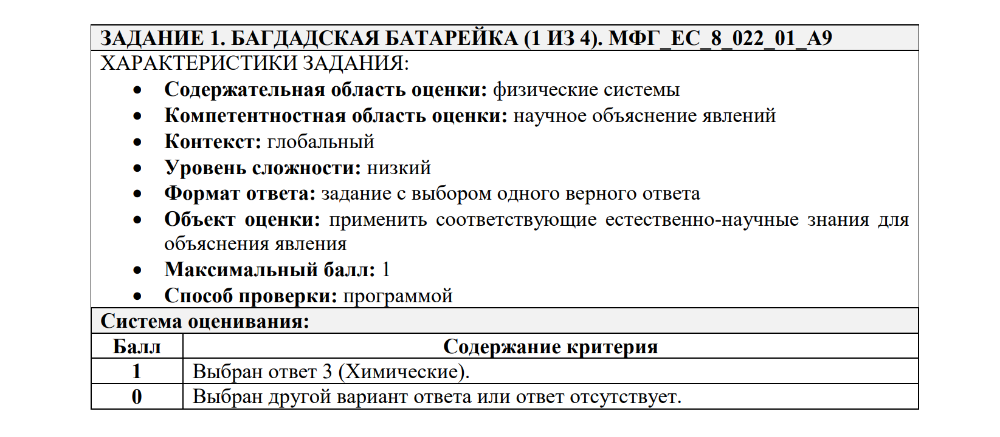 ЗАДАНИЕ 1. БАГДАДСКАЯ БАТАРЕЙКА (1 ИЗ 4). МФГ_ЕС_8_022_01_А9
ХАРАКТЕРИСТИКИ ЗАДАНИЯ:
• Содержательная область оценки: физические системы
• Компетентностная область оценки: научное объяснение явлений
• Контекст: глобальный
• Уровень сложности: низкий
• Формат ответа: задание с выбором одного верного ответа
• Объект оценки: применить соответствующие естественно-научные знания для
объяснения явления
• Максимальный балл: 1
• Способ проверки: программой
Система оценивания:
Балл Содержание критерия
1 Выбран ответ 3 (Химические).
0 Выбран другой вариант ответа или ответ отсутствует.